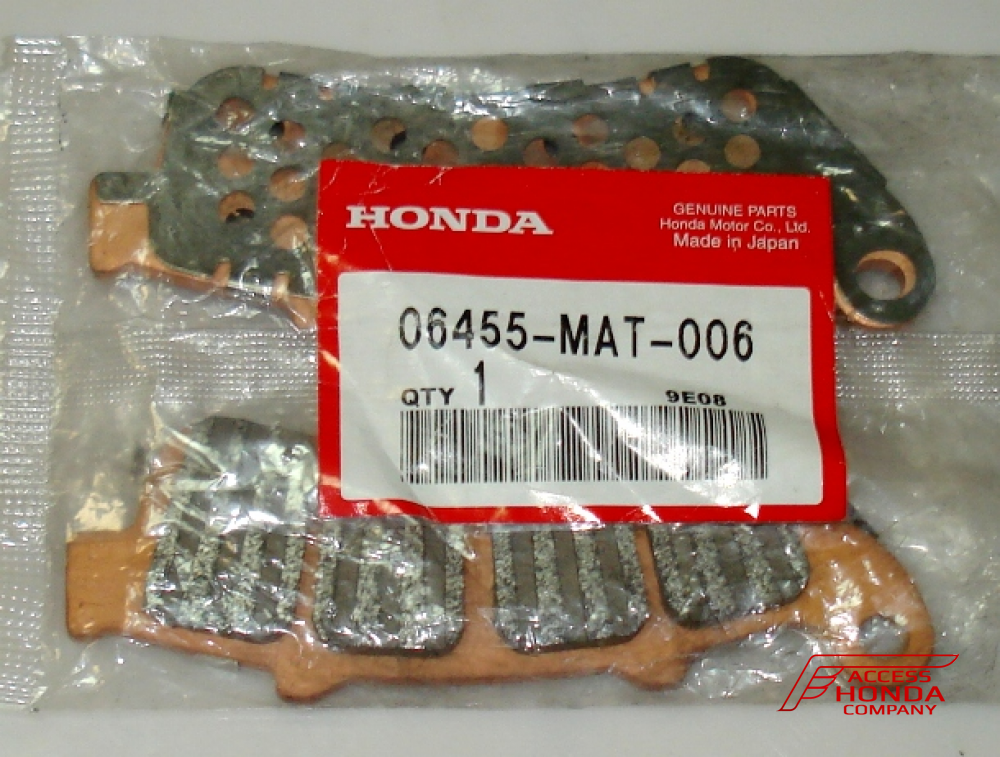 HONDA
GENUINE PARTS
Honda Motor Co., Ltd.
Made in Japan
06455-MAT-006
QTY 1
9E08
ACCESS
HONDA
COMPANY